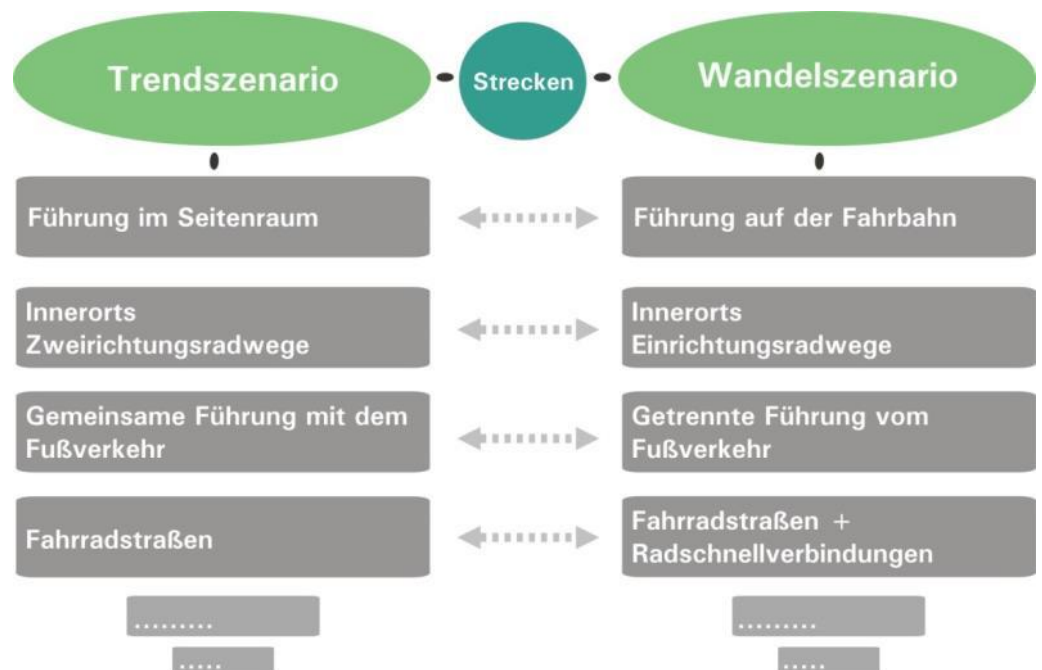 Trendszenario
Strecken
Wandelszenario
Führung im Seitenraum
Führung auf der Fahrbahn
Innerorts
Zweirichtungsradwege
Innerorts
Einrichtungsradwege
Gemeinsame Führung mit dem
Fußverkehr
Getrennte Führung vom
Fußverkehr
Fahrradstraßen
Fahrradstraßen +
Radschnellverbindungen
.........
.........
.....
.....